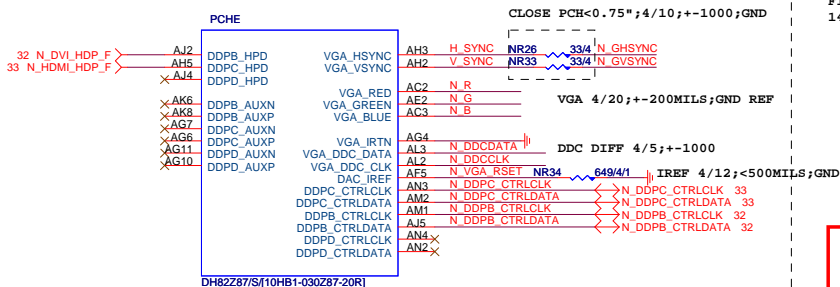 PCHE
CLOSE PCH<0.75";4/10;+-1000;GND
32 N_DVI_HDP_F AJ2 DDPB_HPD
33 N_HDMI_HDP_F AH5 DDPC_HPD
AJ4 DDPD_HPD
AK6 DDPB_AUXN
AK8 DDPB_AUXP
AG7 DDPC_AUXN
AG6 DDPC_AUXP
AG11 DDPD_AUXN
AG10 DDPD_AUXP
VGA_HSYNC AH3 H_SYNC NR26 33/4 N_GHSYNC
VGA_VSYNC AH2 V_SYNC NR33 33/4 N_GVSYNC
VGA_RED AC2 N_R
VGA_GREEN AE2 N_G
VGA_BLUE AC3 N_B
VGA 4/20;+-200MILS;GND REF
VGA_IRTN AG4
VGA_DDC_DATA AL3 N_DDCDATA
VGA_DDC_CLK AL2 N_DDCCLK
DDC DIFF 4/5;+-1000
DAC_IREF AF5 N_VGA_RSET NR34 649/4/1 IREF 4/12;<500MILS;GND
DDPC_CTRLCLK AN3 N_DDPC_CTRLCLK N_DDPC_CTRLCLK 33
DDPC_CTRLDATA AM2 N_DDPC_CTRLDATA N_DDPC_CTRLDATA 33
DDPB_CTRLCLK AM1 N_DDPB_CTRLCLK N_DDPB_CTRLCLK 32
DDPB_CTRLDATA AJ5 N_DDPB_CTRLDATA N_DDPB_CTRLDATA 32
DDPD_CTRLCLK AN4
DDPD_CTRLDATA AN2
DH82Z87/S/[10HB1-030Z87-20R]